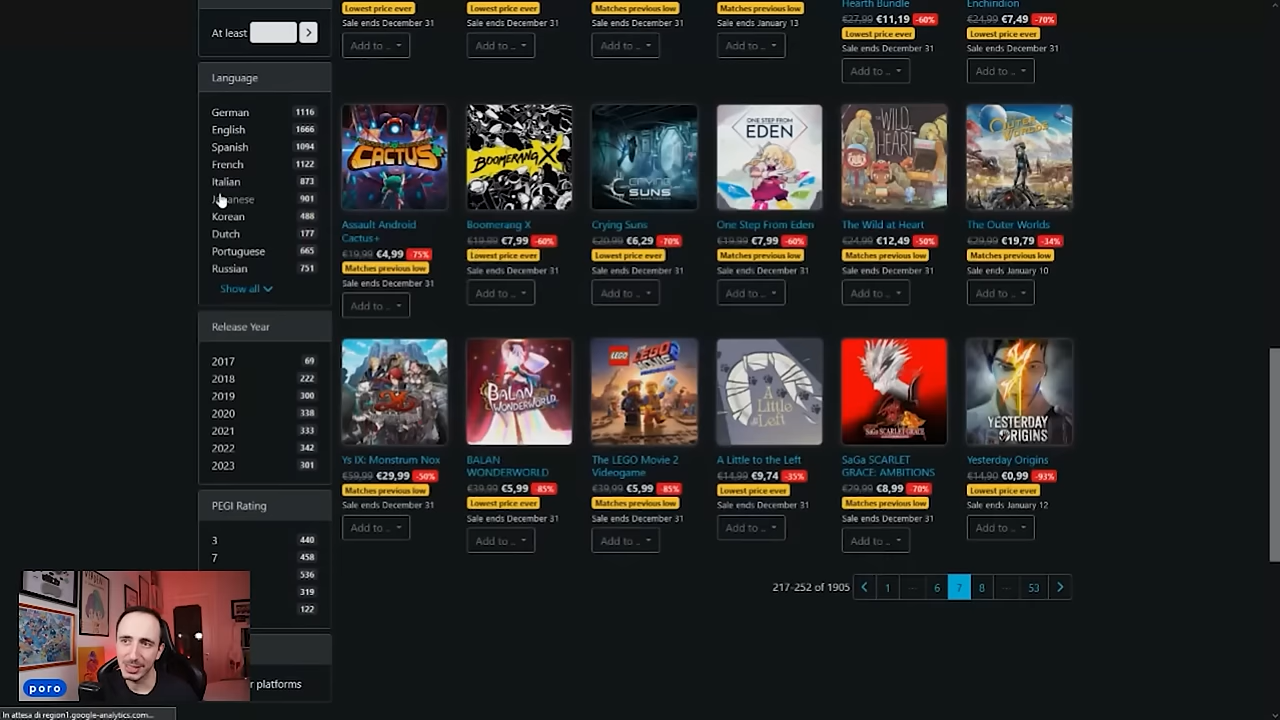 At least
Language
German 1116
English 1666
Spanish 1094
French 1122
Italian 873
Japanese 901
Korean 488
Dutch 177
Portuguese 665
Russian 751
Show all
Release Year
2017 69
2018 222
2019 300
2020 338
2021 333
2022 342
2023 301
PEGI Rating
3 440
7 458
536
319
122
platforms
Lowest price ever
Sale ends December 31
Add to ..
Lowest price ever
Sale ends December 31
Add to ..
Matches previous low
Sale ends December 31
Add to ..
Matches previous low
Sale ends January 13
Add to ..
Hearth Bundle
€27,99 €11,19 -60%
Lowest price ever
Sale ends December 31
Add to ..
Enchiridion
€24,99 €7,49 -70%
Lowest price ever
Sale ends December 31
Add to ..
CACTUS
Assault Android
Cactus+
€19,99 €4,99 -75%
Matches previous low
Sale ends December 31
Add to ..
BOOMERANG X
Boomerang X
€19,99 €7,99 -60%
Lowest price ever
Sale ends December 31
Add to ..
CRYING
SUNS
Crying Suns
€20,99 €6,29 -70%
Lowest price ever
Sale ends December 31
Add to ..
ONE STEP FROM
EDEN
One Step From Eden
€19,99 €7,99 -60%
Matches previous low
Sale ends December 31
Add to ..
THE WILD
HEART
The Wild at Heart
€24,99 €12,49 -50%
Matches previous low
Sale ends December 31
Add to ..
OUTER
WORLDS
The Outer Worlds
€29,99 €19,79 -34%
Matches previous low
Sale ends January 10
Add to ..
Ys IX: Monstrum Nox
€59,99 €29,99 -50%
Matches previous low
Sale ends December 31
Add to ..
BALAN
WONDERWORLD
BALAN
WONDERWORLD
€39,99 €5,99 -85%
Lowest price ever
Sale ends December 31
Add to ..
LEGO
The LEGO Movie 2
Videogame
€39,99 €5,99 -85%
Matches previous low
Sale ends December 31
Add to ..
A
Little
to the
Left
A Little to the Left
€14,99 €9,74 -35%
Lowest price ever
Sale ends December 31
Add to ..
SaGa SCARLET GRACE
SaGa SCARLET
GRACE: AMBITIONS
€29,99 €8,99 -70%
Matches previous low
Sale ends December 31
Add to ..
YESTERDAY
ORIGINS
Yesterday Origins
€14,90 €0,99 -93%
Lowest price ever
Sale ends January 12
Add to ..
217-252 of 1905 1 ... 6 7 8 ... 53
poro
In attesa di region1.google-analytics.com...